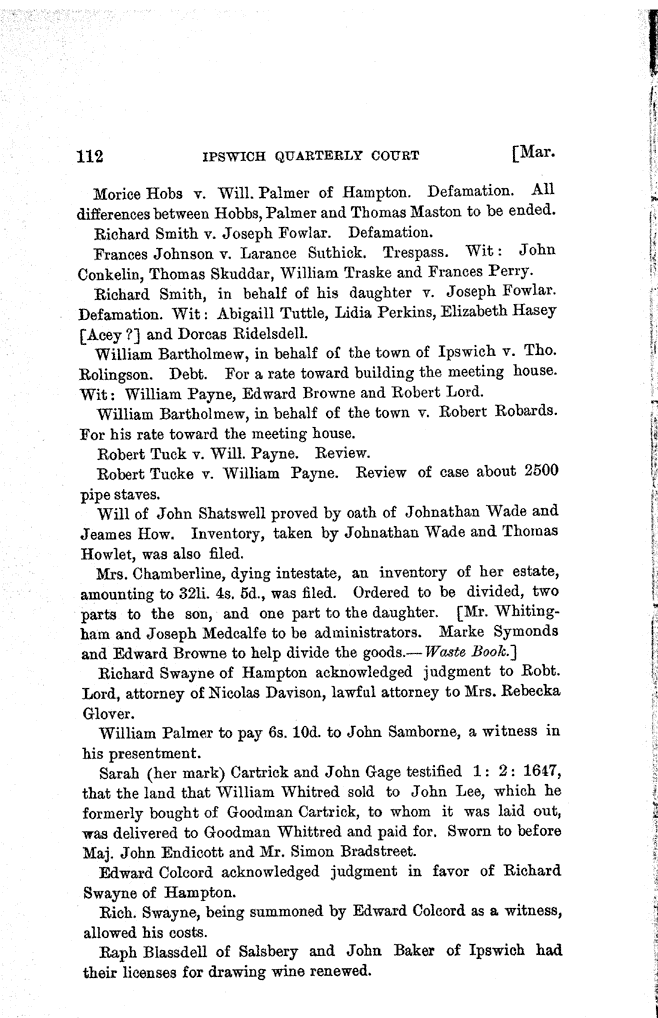 112 IPSWICH QUARTERLY COURT [Mar.
Morice Hobs v. Will. Palmer of Hampton. Defamation. All
differences between Hobbs, Palmer and Thomas Maston to be ended.
Richard Smith v. Joseph Fowlar. Defamation.
Frances Johnson v. Larance Suthick. Trespass. Wit: John
Conkelin, Thomas Skuddar, William Traske and Frances Perry.
Richard Smith, in behalf of his daughter v. Joseph Fowlar.
Defamation. Wit: Abigaill Tuttle, Lidia Perkins, Elizabeth Hasey
[Acey?] and Dorcas Ridelsdell.
William Bartholmew, in behalf of the town of Ipswich v. Tho.
Rolingson. Debt. For a rate toward building the meeting house.
Wit: William Payne, Edward Browne and Robert Lord.
William Bartholmew, in behalf of the town v. Robert Robards.
For his rate toward the meeting house.
Robert Tuck v. Will. Payne. Review.
Robert Tucke v. William Payne. Review of case about 2500
pipe staves.
Will of John Shatswell proved by oath of Johnathan Wade and
Jeames How. Inventory, taken by Johnathan Wade and Thomas
Howlet, was also filed.
Mrs. Chamberline, dying intestate, an inventory of her estate,
amounting to 32li. 4s. 5d., was filed. Ordered to be divided, two
parts to the son, and one part to the daughter. [Mr. Whiting-
ham and Joseph Medcalfe to be administrators. Marke Symonds
and Edward Browne to help divide the goods.—Waste Book.]
Richard Swayne of Hampton acknowledged judgment to Robt.
Lord, attorney of Nicolas Davison, lawful attorney to Mrs. Rebecka
Glover.
William Palmer to pay 6s. 10d. to John Samborne, a witness in
his presentment.
Sarah (her mark) Cartrick and John Gage testified 1: 2: 1647,
that the land that William Whitred sold to John Lee, which he
formerly bought of Goodman Cartrick, to whom it was laid out,
was delivered to Goodman Whittred and paid for. Sworn to before
Maj. John Endicott and Mr. Simon Bradstreet.
Edward Colcord acknowledged judgment in favor of Richard
Swayne of Hampton.
Rich. Swayne, being summoned by Edward Colcord as a witness,
allowed his costs.
Raph Blassdell of Salsbery and John Baker of Ipswich had
their licenses for drawing wine renewed.